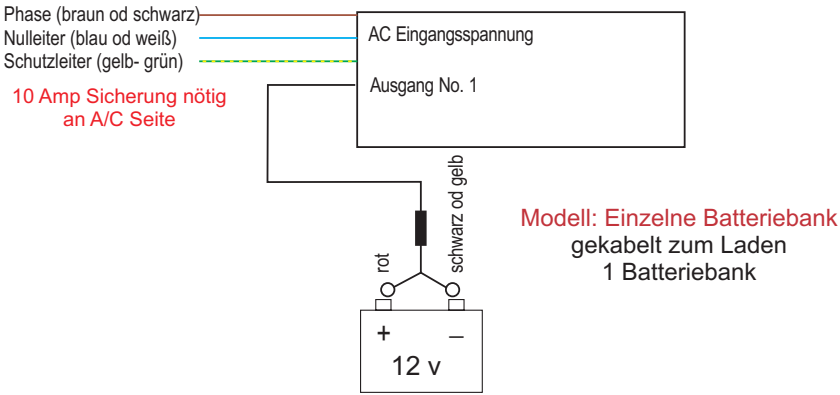 Phase (braun od schwarz)
Nulleiter (blau od weiß)
Schutzleiter (gelb- grün)
10 Amp Sicherung nötig
an A/C Seite
AC Eingangsspannung
Ausgang No. 1
rot
schwarz od gelb
Modell: Einzelne Batteriebank
gekabelt zum Laden
1 Batteriebank
+ –
12 v